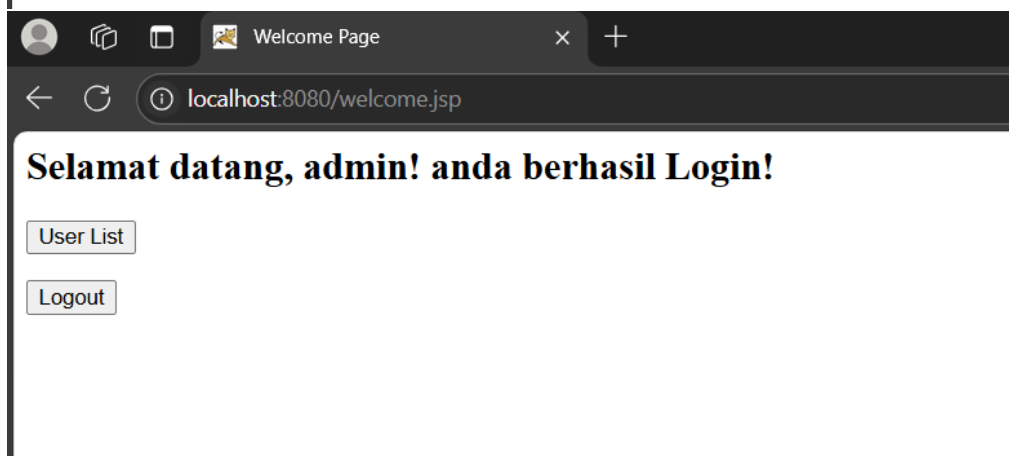 Welcome Page
localhost:8080/welcome.jsp
Selamat datang, admin! anda berhasil Login!
User List
Logout